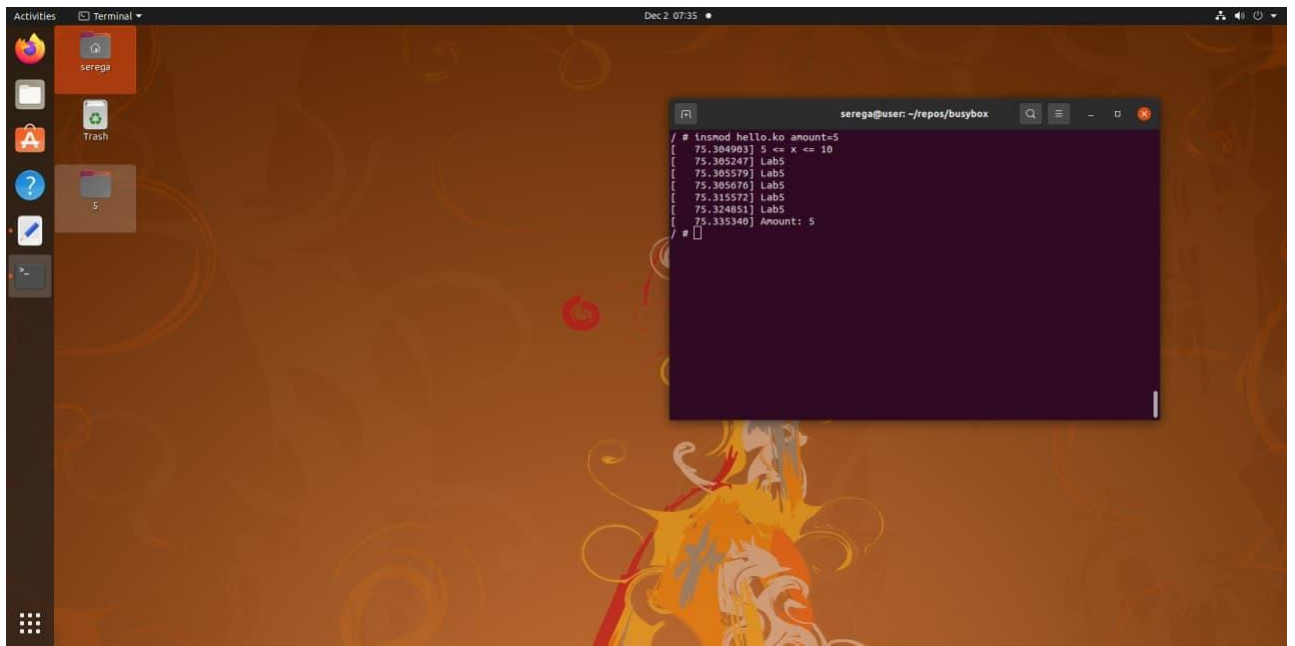 Activities Terminal Dec 2 07:35
serega
Trash
5
serega@user: ~/repos/busybox
/ # insmod hello.ko amount=5
[   75.304903] 5 <= x <= 10
[   75.305247] Lab5
[   75.305579] Lab5
[   75.305676] Lab5
[   75.315572] Lab5
[   75.324851] Lab5
[   75.335340] Amount: 5
/ #